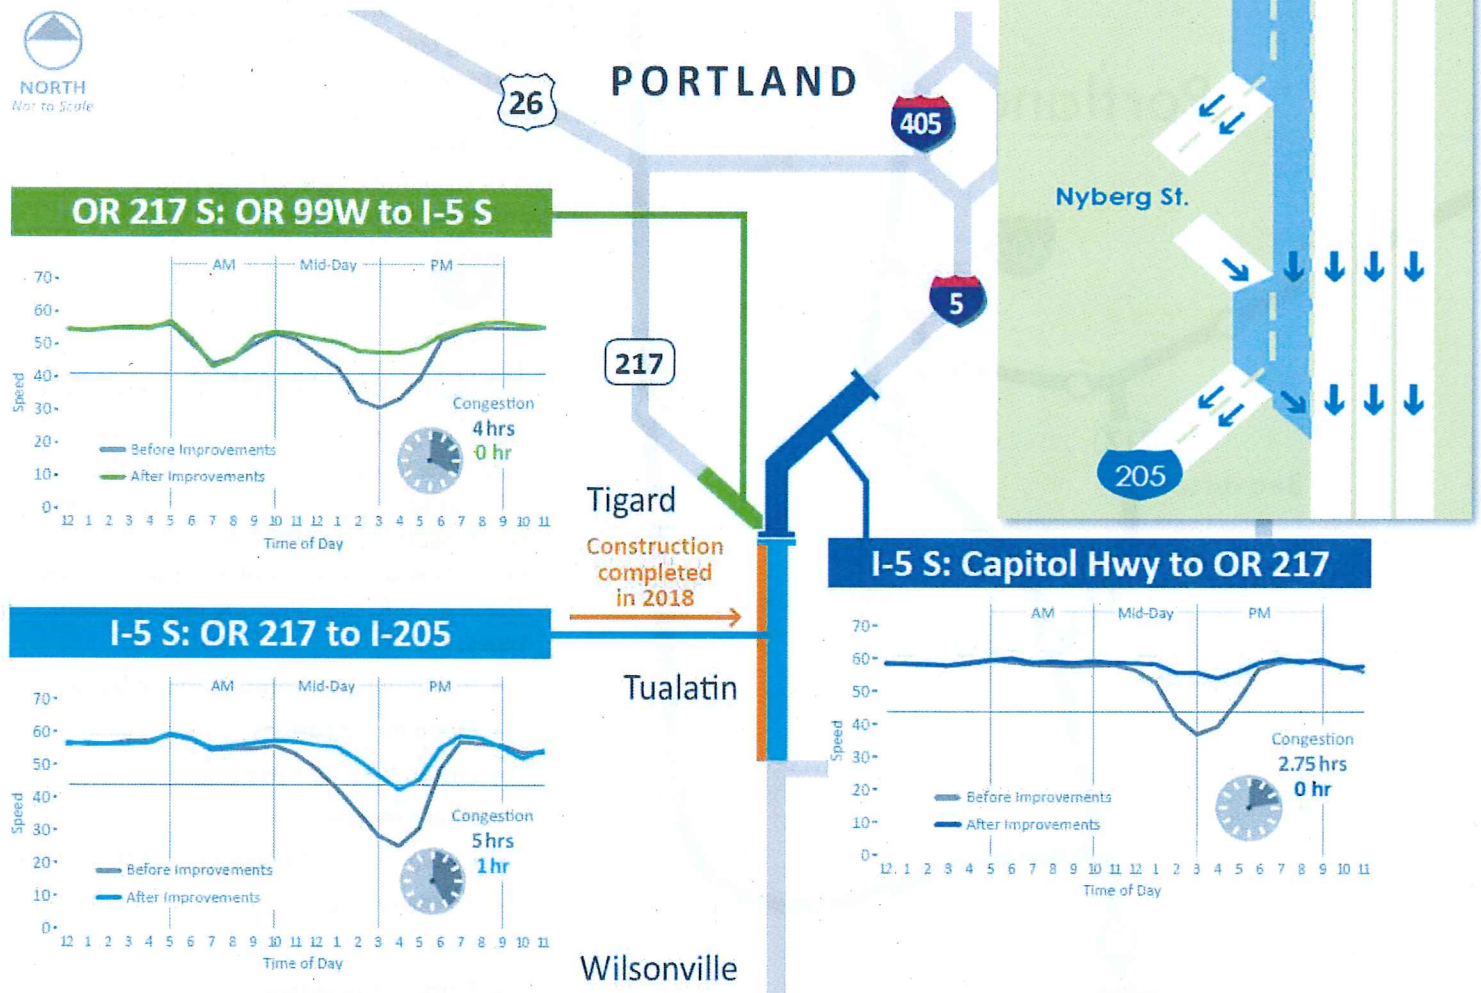 NORTH
Not to Scale
26
PORTLAND
405
5
217
Nyberg St.
205
OR 217 S: OR 99W to I-5 S
AM
Mid-Day
PM
70
60
50
40
30
20
10
0
Speed
Congestion
4 hrs
0 hr
Before Improvements
After Improvements
12 1 2 3 4 5 6 7 8 9 10 11 12 1 2 3 4 5 6 7 8 9 10 11
Time of Day
Tigard
Construction
completed
in 2018
I-5 S: OR 217 to I-205
AM
Mid-Day
PM
70
60
50
40
30
20
10
0
Speed
Congestion
5 hrs
1 hr
Before Improvements
After Improvements
12 1 2 3 4 5 6 7 8 9 10 11 12 1 2 3 4 5 6 7 8 9 10 11
Time of Day
Tualatin
I-5 S: Capitol Hwy to OR 217
AM
Mid-Day
PM
70
60
50
40
30
20
10
0
Speed
Congestion
2.75 hrs
0 hr
Before Improvements
After Improvements
12 1 2 3 4 5 6 7 8 9 10 11 12 1 2 3 4 5 6 7 8 9 10 11
Time of Day
Wilsonville